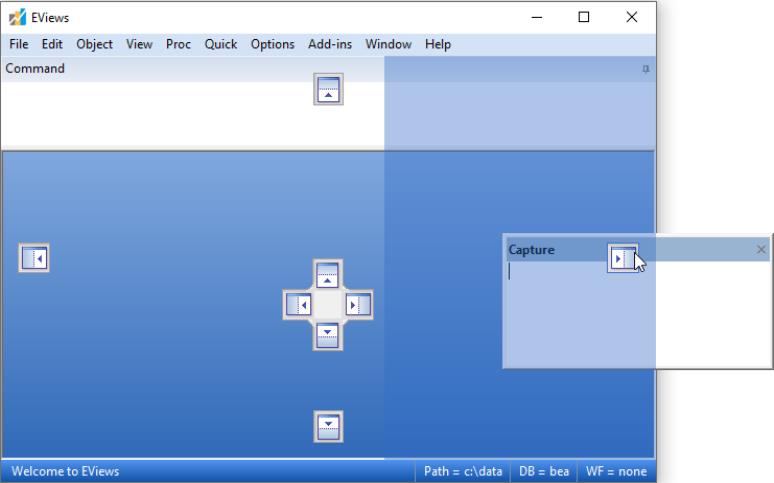 EViews
File Edit Object View Proc Quick Options Add-ins Window Help
Command
Capture
Welcome to EViews Path = c:\data DB = bea WF = none